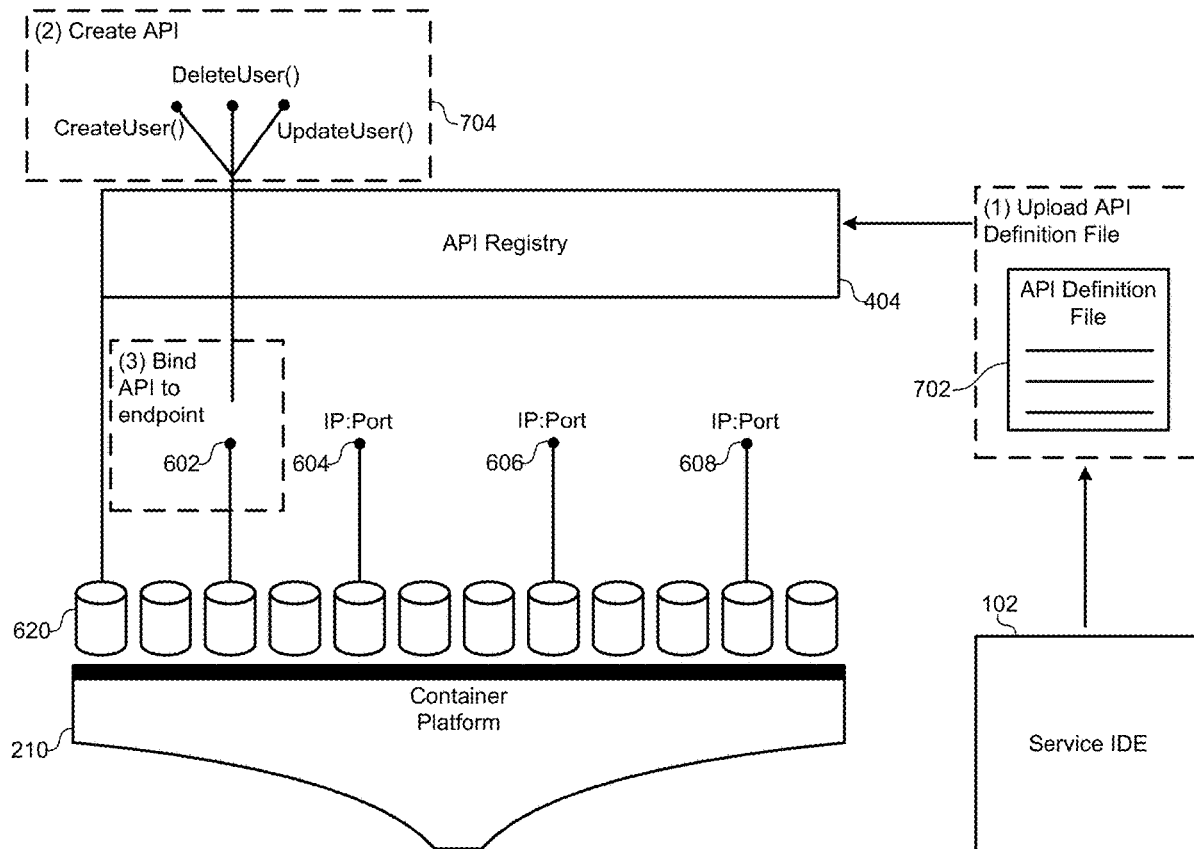 (2) Create API
DeleteUser()
CreateUser()
UpdateUser()
704
API Registry
404
(1) Upload API
Definition File
API Definition
File
702
(3) Bind
API to
endpoint
602
IP:Port
604
IP:Port
606
IP:Port
608
620
102
Container
Platform
210
Service IDE